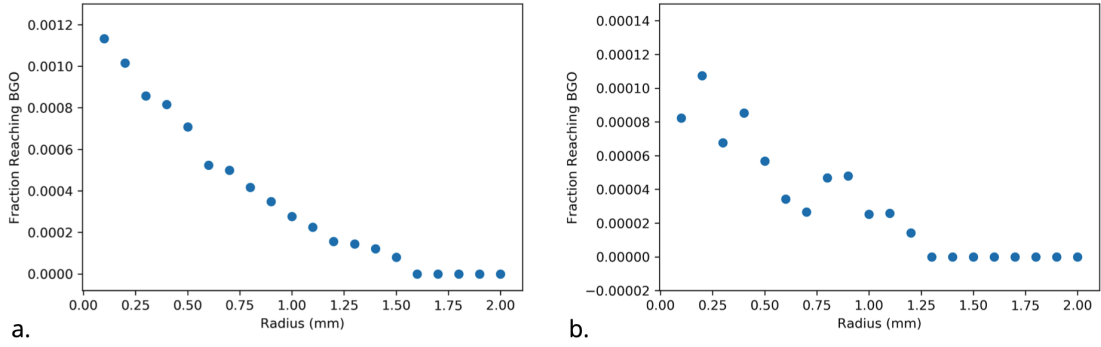 0.0012
0.0010
0.0008
0.0006
0.0004
0.0002
0.0000
Fraction Reaching BGO
0.00 0.25 0.50 0.75 1.00 1.25 1.50 1.75 2.00
Radius (mm)
a.
0.00014
0.00012
0.00010
0.00008
0.00006
0.00004
0.00002
0.00000
−0.00002
Fraction Reaching BGO
0.00 0.25 0.50 0.75 1.00 1.25 1.50 1.75 2.00
Radius (mm)
b.